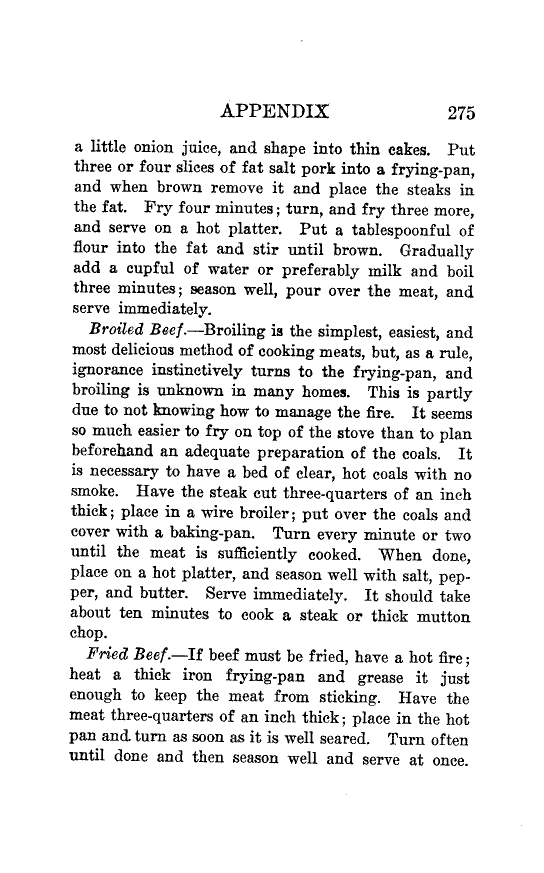 APPENDIX 275
a little onion juice, and shape into thin cakes. Put
three or four slices of fat salt pork into a frying-pan,
and when brown remove it and place the steaks in
the fat. Fry four minutes; turn, and fry three more,
and serve on a hot platter. Put a tablespoonful of
flour into the fat and stir until brown. Gradually
add a cupful of water or preferably milk and boil
three minutes; season well, pour over the meat, and
serve immediately.
Broiled Beef.—Broiling is the simplest, easiest, and
most delicious method of cooking meats, but, as a rule,
ignorance instinctively turns to the frying-pan, and
broiling is unknown in many homes. This is partly
due to not knowing how to manage the fire. It seems
so much easier to fry on top of the stove than to plan
beforehand an adequate preparation of the coals. It
is necessary to have a bed of clear, hot coals with no
smoke. Have the steak cut three-quarters of an inch
thick; place in a wire broiler; put over the coals and
cover with a baking-pan. Turn every minute or two
until the meat is sufficiently cooked. When done,
place on a hot platter, and season well with salt, pep-
per, and butter. Serve immediately. It should take
about ten minutes to cook a steak or thick mutton
chop.
Fried Beef.—If beef must be fried, have a hot fire;
heat a thick iron frying-pan and grease it just
enough to keep the meat from sticking. Have the
meat three-quarters of an inch thick; place in the hot
pan and turn as soon as it is well seared. Turn often
until done and then season well and serve at once.